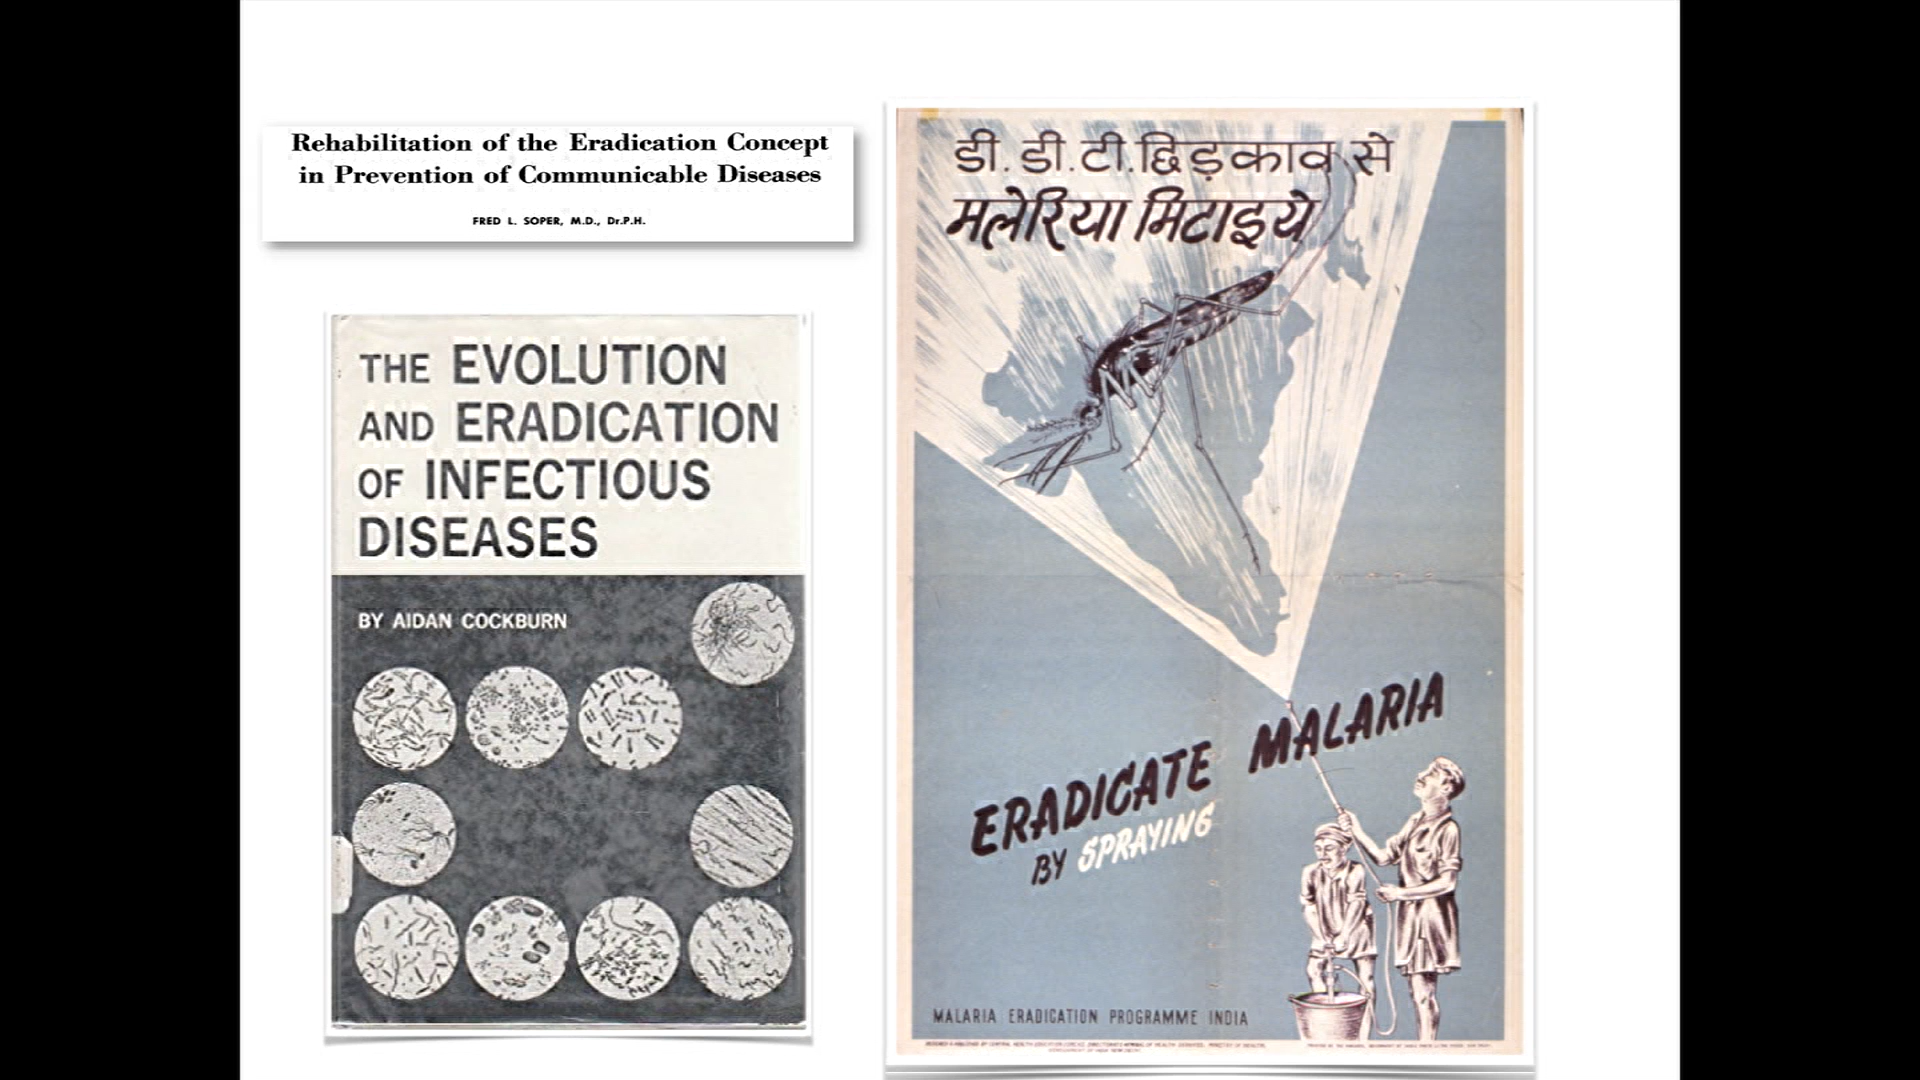 Rehabilitation of the Eradication Concept
in Prevention of Communicable Diseases
FRED L. SOPER, M.D., Dr.P.H.
THE EVOLUTION
AND ERADICATION
OF INFECTIOUS
DISEASES
BY AIDAN COCKBURN
डी. डी. टी. छिड़काव से
मलेरिया मिटाइये
ERADICATE MALARIA
BY SPRAYING
MALARIA ERADICATION PROGRAMME INDIA